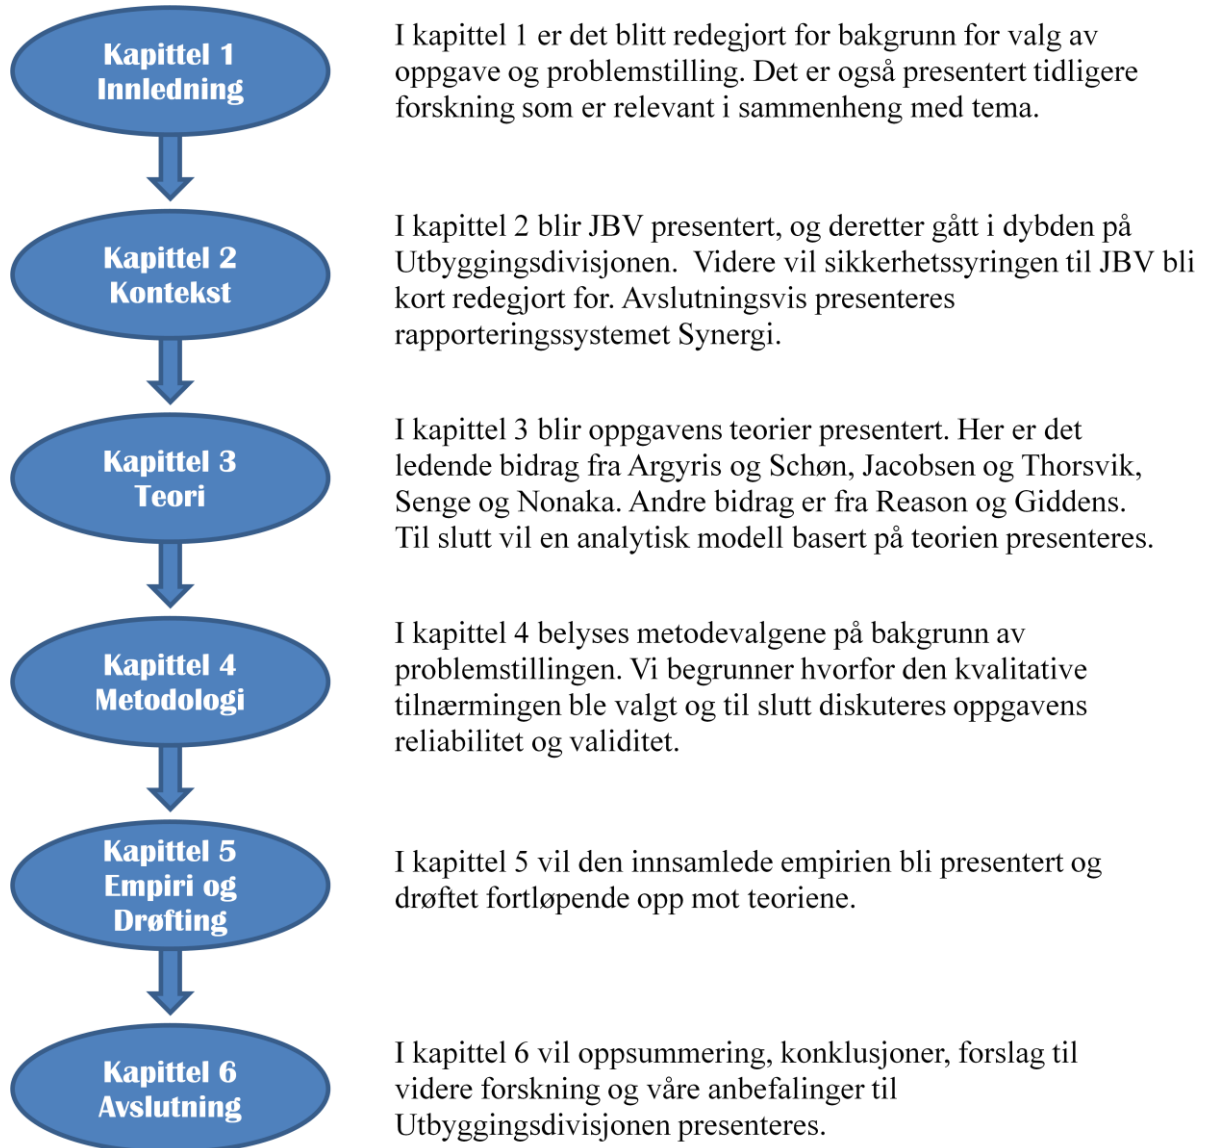 Kapittel 1
Innledning
I kapittel 1 er det blitt redegjort for bakgrunn for valg av
oppgave og problemstilling. Det er også presentert tidligere
forskning som er relevant i sammenheng med tema.
Kapittel 2
Kontekst
I kapittel 2 blir JBV presentert, og deretter gått i dybden på
Utbyggingsdivisjonen.  Videre vil sikkerhetssyringen til JBV bli
kort redegjort for. Avslutningsvis presenteres
rapporteringssystemet Synergi.
Kapittel 3
Teori
I kapittel 3 blir oppgavens teorier presentert. Her er det
ledende bidrag fra Argyris og Schøn, Jacobsen og Thorsvik,
Senge og Nonaka. Andre bidrag er fra Reason og Giddens.
Til slutt vil en analytisk modell basert på teorien presenteres.
Kapittel 4
Metodologi
I kapittel 4 belyses metodevalgene på bakgrunn av
problemstillingen. Vi begrunner hvorfor den kvalitative
tilnærmingen ble valgt og til slutt diskuteres oppgavens
reliabilitet og validitet.
Kapittel 5
Empiri og
Drøfting
I kapittel 5 vil den innsamlede empirien bli presentert og
drøftet fortløpende opp mot teoriene.
Kapittel 6
Avslutning
I kapittel 6 vil oppsummering, konklusjoner, forslag til
videre forskning og våre anbefalinger til
Utbyggingsdivisjonen presenteres.